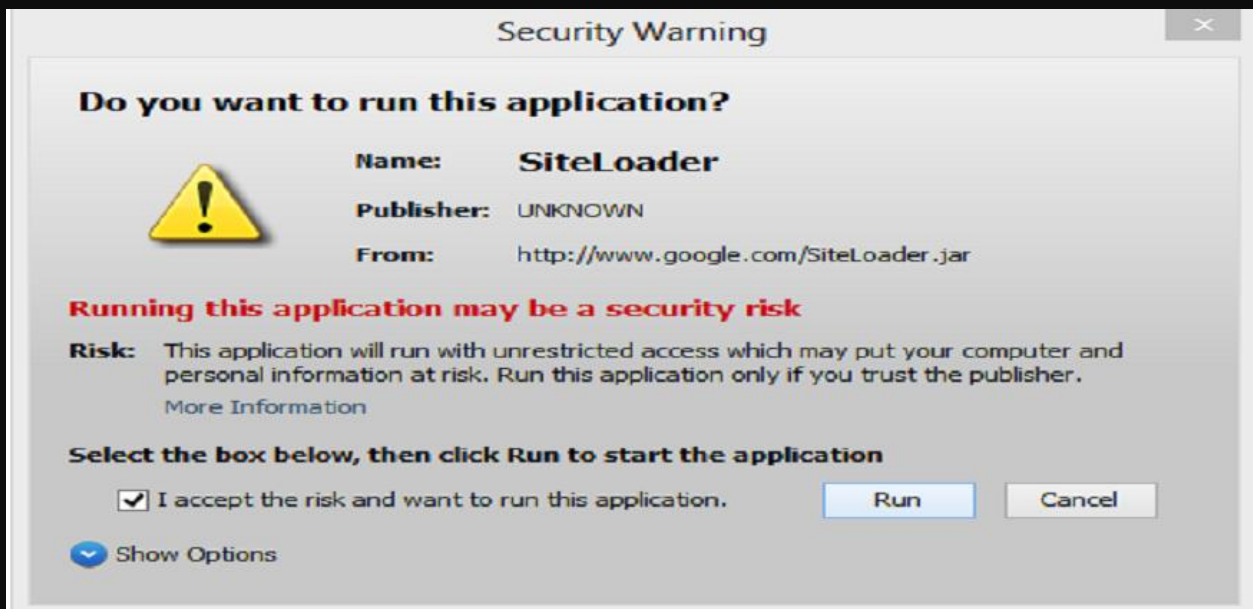 Security Warning
Do you want to run this application?
Name: SiteLoader
Publisher: UNKNOWN
From: http://www.google.com/SiteLoader.jar
Running this application may be a security risk
Risk: This application will run with unrestricted access which may put your computer and
personal information at risk. Run this application only if you trust the publisher.
More Information
Select the box below, then click Run to start the application
I accept the risk and want to run this application. Run Cancel
Show Options